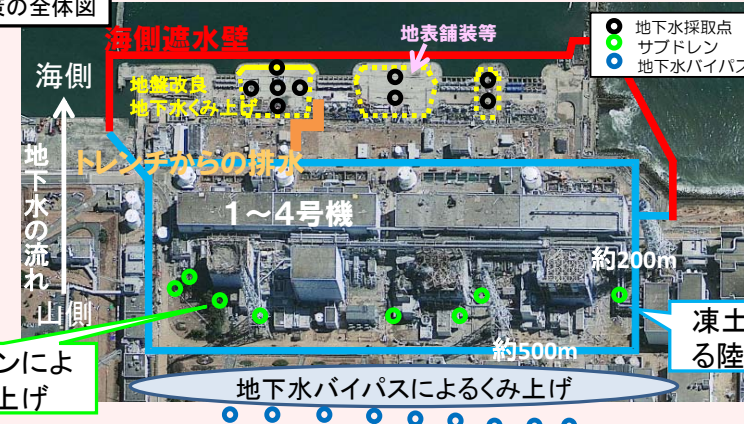 策の全体図
海側遮水壁
地表舗装等
地下水採取点
サブドレン
地下水バイパス
海側
地盤改良
地下水くみ上げ
トレンチからの排水
地下水の流れ
1～4号機
約200m
山側
凍土
る陸
ンによ
上げ
約500m
地下水バイパスによるくみ上げ